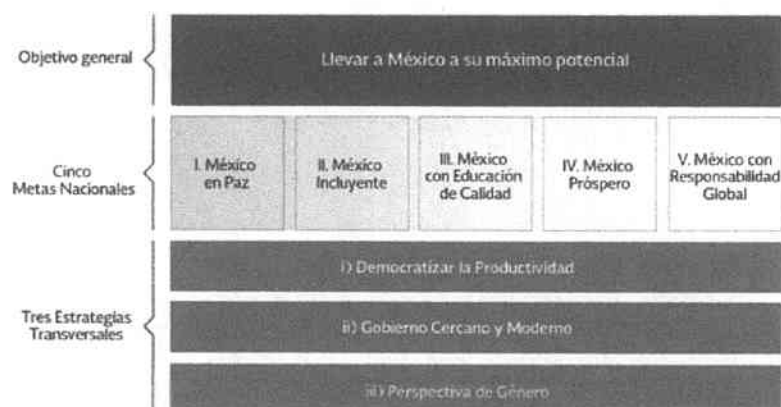 Objetivo general
Llevar a México a su máximo potencial
Cinco
Metas Nacionales
I. México
en Paz
II. México
Incluyente
III. México
con Educación
de Calidad
IV. México
Próspero
V. México con
Responsabilidad
Global
Tres Estrategias
Transversales
i) Democratizar la Productividad
ii) Gobierno Cercano y Moderno
iii) Perspectiva de Género